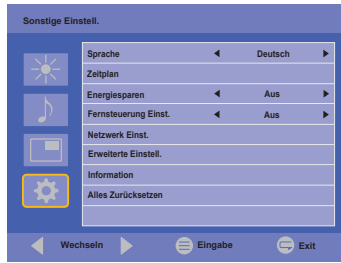 Sonstige Einstell.
Sprache Deutsch
Zeitplan
Energiesparen Aus
Fernsteuerung Einst. Aus
Netzwerk Einst.
Erweiterte Einstell.
Information
Alles Zurücksetzen
Wechseln Eingabe Exit